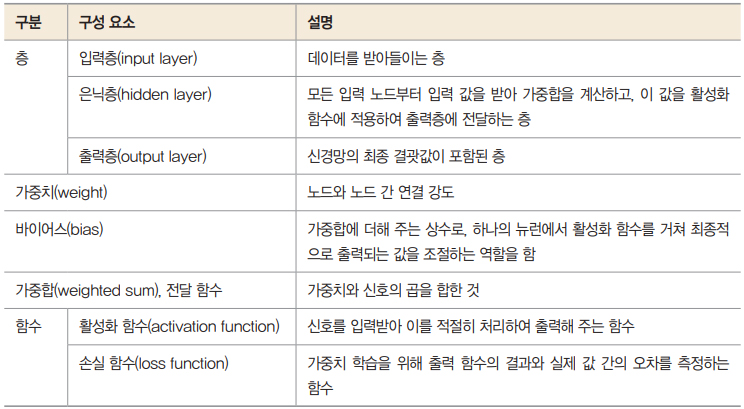 구분 구성 요소 설명
층 입력층(input layer) 데이터를 받아들이는 층
은닉층(hidden layer) 모든 입력 노드부터 입력 값을 받아 가중합을 계산하고, 이 값을 활성화
함수에 적용하여 출력층에 전달하는 층
출력층(output layer) 신경망의 최종 결괏값이 포함된 층
가중치(weight) 노드와 노드 간 연결 강도
바이어스(bias) 가중합에 더해 주는 상수로, 하나의 뉴런에서 활성화 함수를 거쳐 최종적
으로 출력되는 값을 조절하는 역할을 함
가중합(weighted sum), 전달 함수 가중치와 신호의 곱을 합한 것
함수 활성화 함수(activation function) 신호를 입력받아 이를 적절히 처리하여 출력해 주는 함수
손실 함수(loss function) 가중치 학습을 위해 출력 함수의 결과와 실제 값 간의 오차를 측정하는
함수